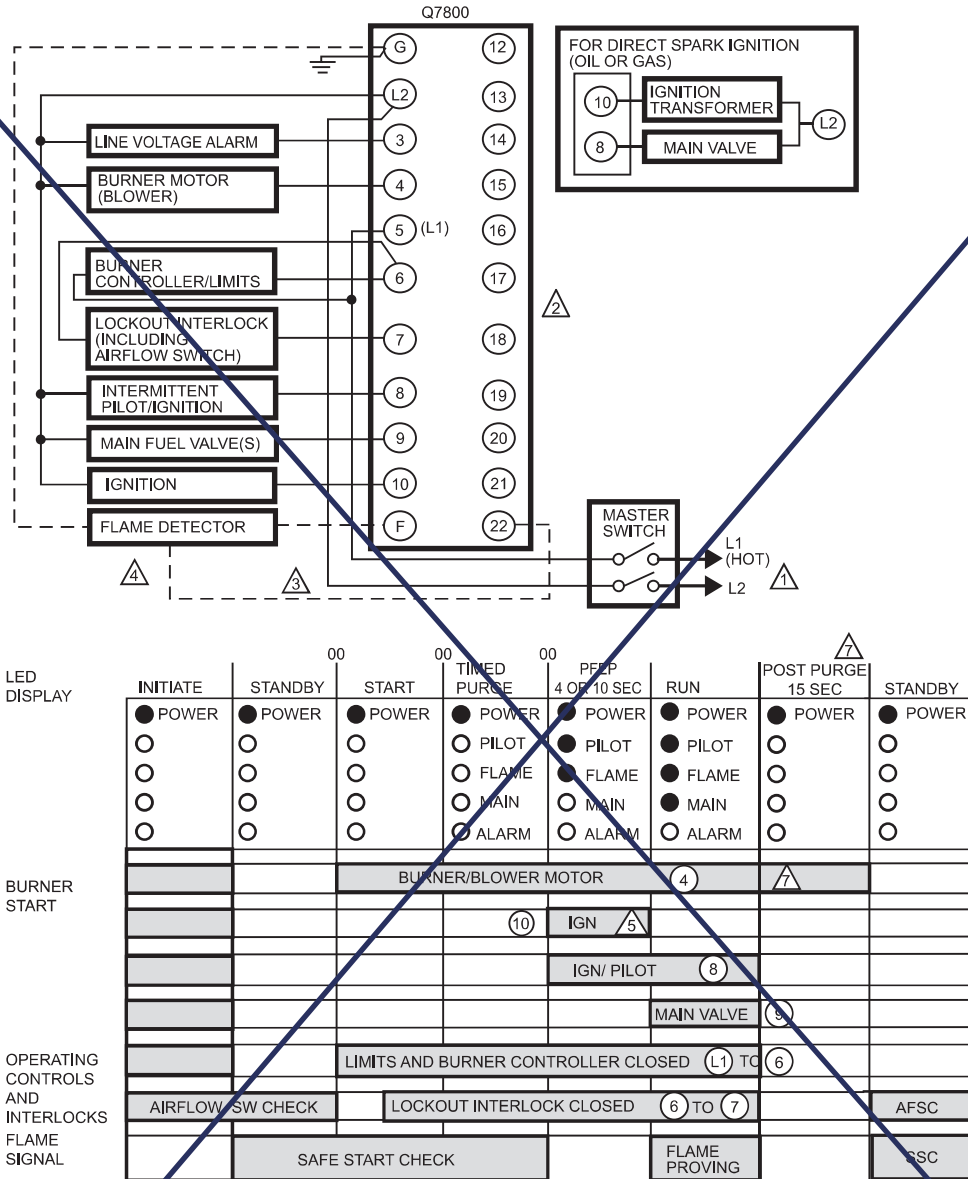 Q7800
G
12
L2
13
LINE VOLTAGE ALARM
3
14
BURNER MOTOR
(BLOWER)
4
15
5
(L1)
16
BURNER
CONTROLLER/LIMITS
6
17
2
LOCKOUT INTERLOCK
(INCLUDING
AIRFLOW SWITCH)
7
18
INTERMITTENT
PILOT/IGNITION
8
19
MAIN FUEL VALVE(S)
9
20
IGNITION
10
21
FLAME DETECTOR
F
22
4
3
FOR DIRECT SPARK IGNITION
(OIL OR GAS)
10
IGNITION
TRANSFORMER
8
MAIN VALVE
L2
MASTER
SWITCH
L1
(HOT)
L2
1
LED
DISPLAY
INITIATE
STANDBY
00
START
00
TIMED
PURGE
00
PFEP
4 OR 10 SEC
RUN
7
POST PURGE
15 SEC
STANDBY
POWER POWER POWER POWER POWER POWER POWER POWER
PILOT PILOT PILOT
FLAME FLAME FLAME
MAIN MAIN MAIN
ALARM ALARM ALARM
BURNER
START
BURNER/BLOWER MOTOR 4 7
10 IGN 5
IGN/ PILOT 8
MAIN VALVE 9
OPERATING
CONTROLS
AND
INTERLOCKS
LIMITS AND BURNER CONTROLLER CLOSED L1 TO 6
AIRFLOW SW CHECK
LOCKOUT INTERLOCK CLOSED 6 TO 7
AFSC
FLAME
SIGNAL
SAFE START CHECK
FLAME
PROVING
SSC